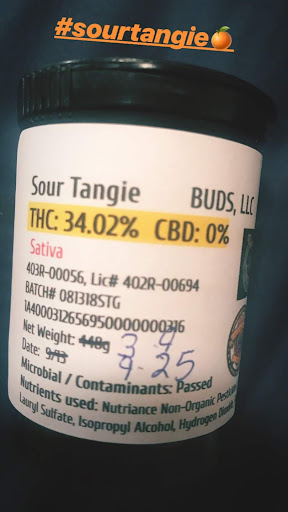 #sourtangie🍊
Sour Tangie BUDS, LLC
THC: 34.02% CBD: 0%
Sativa
403R-00056, Lic# 402R-00694
BATCH# 081318STG
1A4000312656950000000316
Net Weight: 448g 3 4
Date: 9/13 9-25
Microbial / Contaminants: Passed
Nutrients used: Nutriance Non-Organic
Lauryl Sulfate, Isopropyl Alcohol, Hydrogen